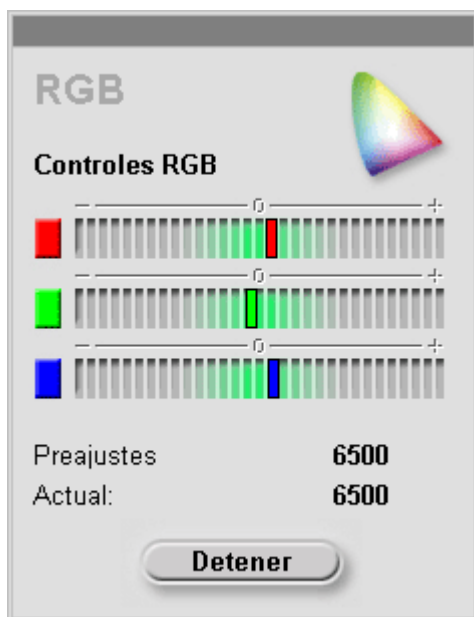 RGB
Controles RGB
- 0 +
- 0 +
- 0 +
Preajustes 6500
Actual: 6500
Detener